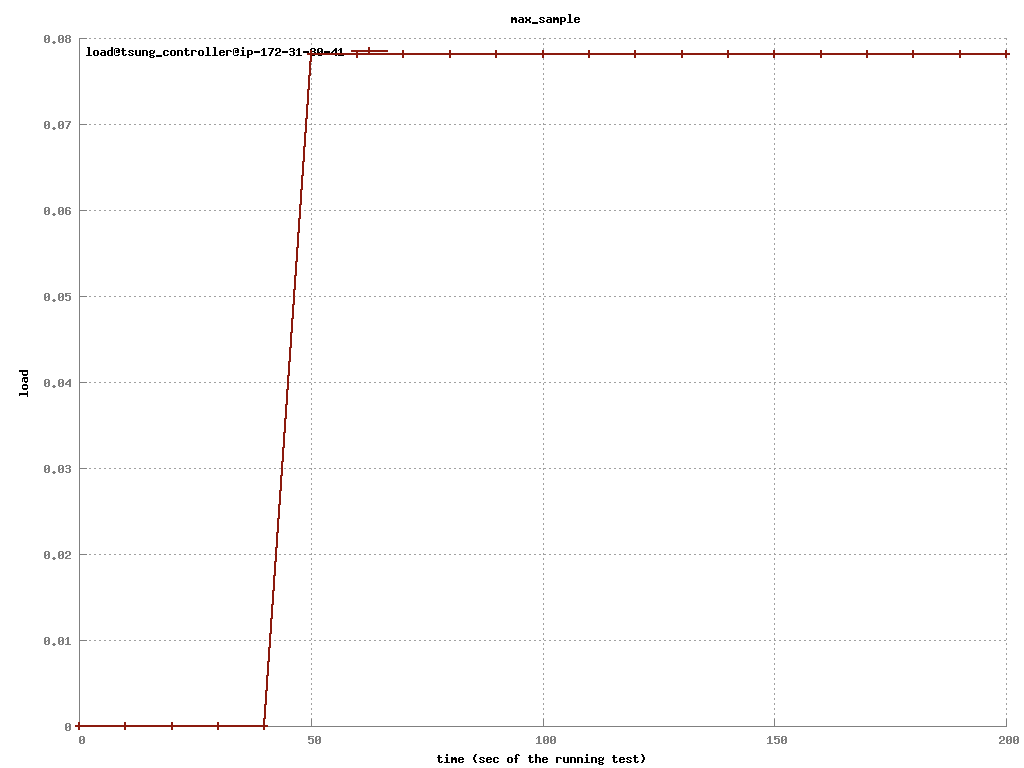 max_sample
load@tsung_controller@ip-172-31-80-41
0.08
0.07
0.06
0.05
0.04
0.03
0.02
0.01
0
load
0 50 100 150 200
time (sec of the running test)